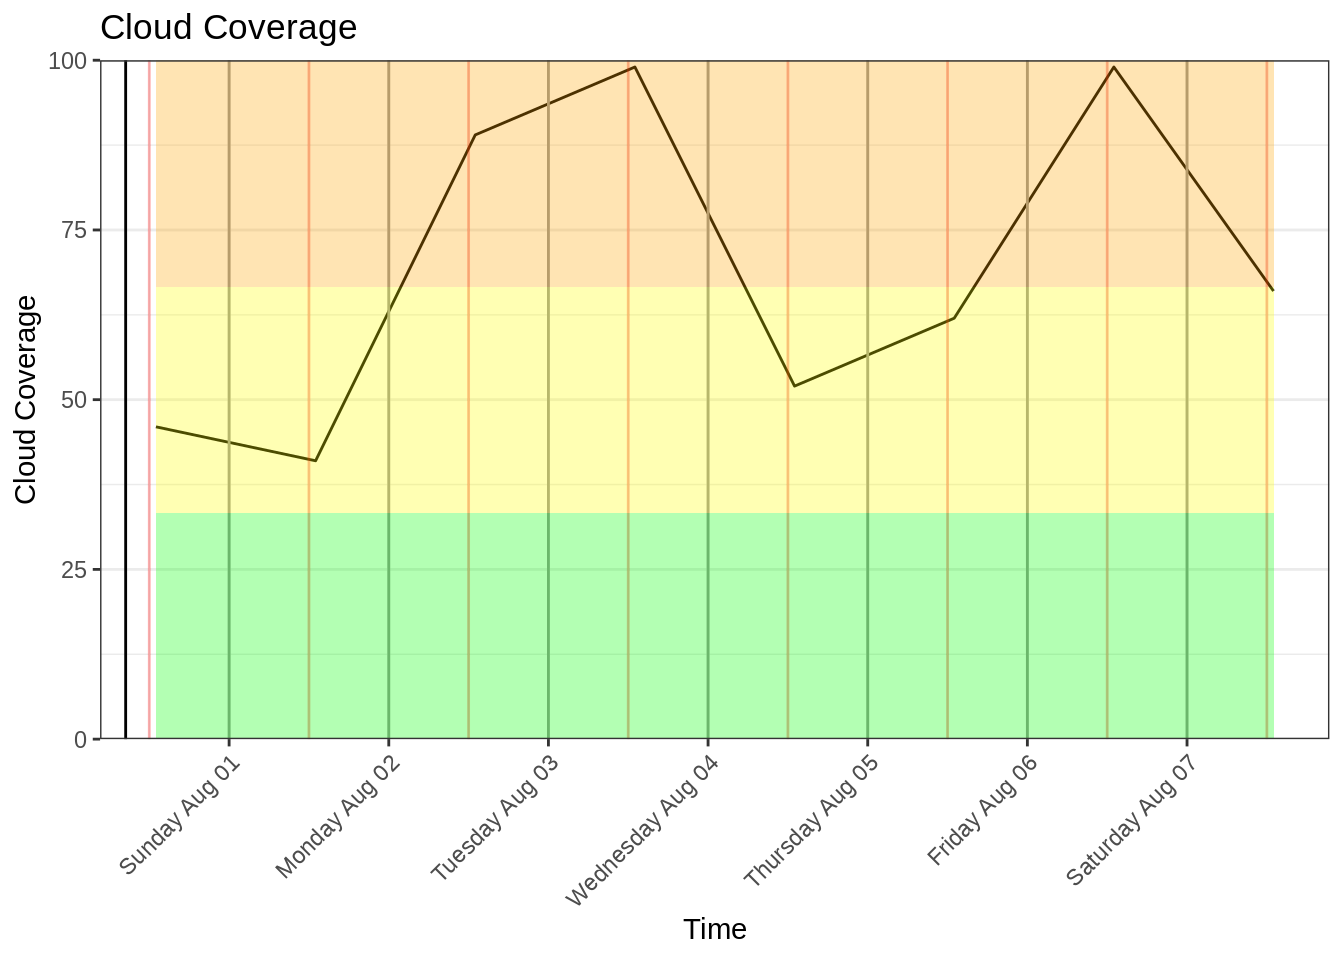 Cloud Coverage
100
75
50
25
0
Cloud Coverage
Sunday Aug 01
Monday Aug 02
Tuesday Aug 03
Wednesday Aug 04
Thursday Aug 05
Friday Aug 06
Saturday Aug 07
Time